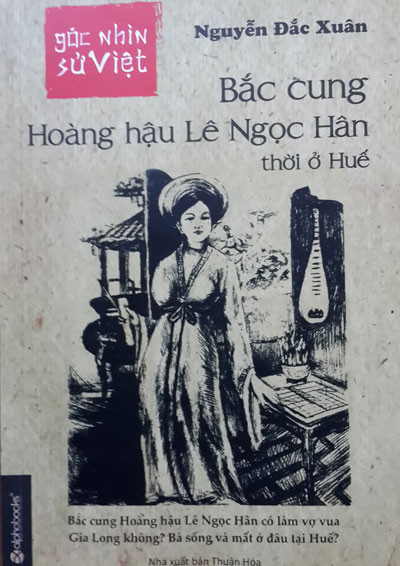 góc nhìn
sử việt
Nguyễn Đắc Xuân
Bắc cung
Hoàng hậu Lê Ngọc Hân
thời ở Huế
Bắc cung Hoàng hậu Lê Ngọc Hân có làm vợ vua
Gia Long không? Bà sống và mất ở đâu tại Huế?
alphabooks
Nhà xuất bản Thuận Hóa